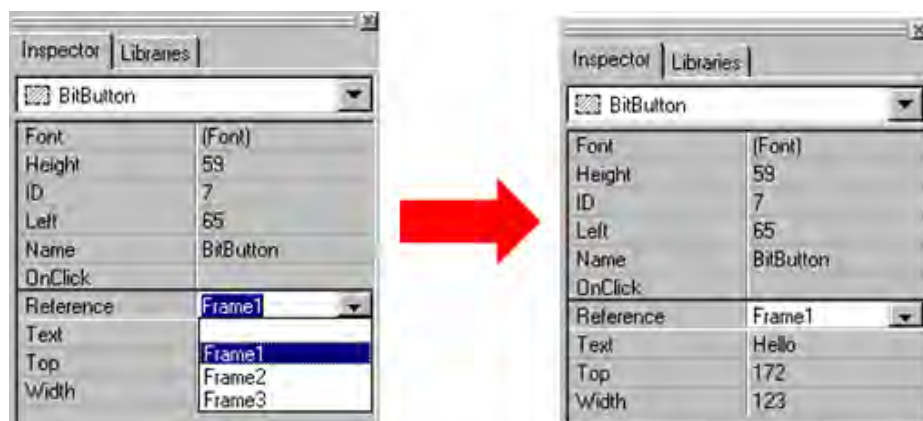 Inspector Libraries
BitButton
Font (Font)
Height 59
ID 7
Left 65
Name BitButton
OnClick
Reference Frame1
Text
Frame1
Top
Frame2
Width
Frame3
Inspector Libraries
BitButton
Font (Font)
Height 59
ID 7
Left 65
Name BitButton
OnClick
Reference Frame1
Text Hello
Top 172
Width 123